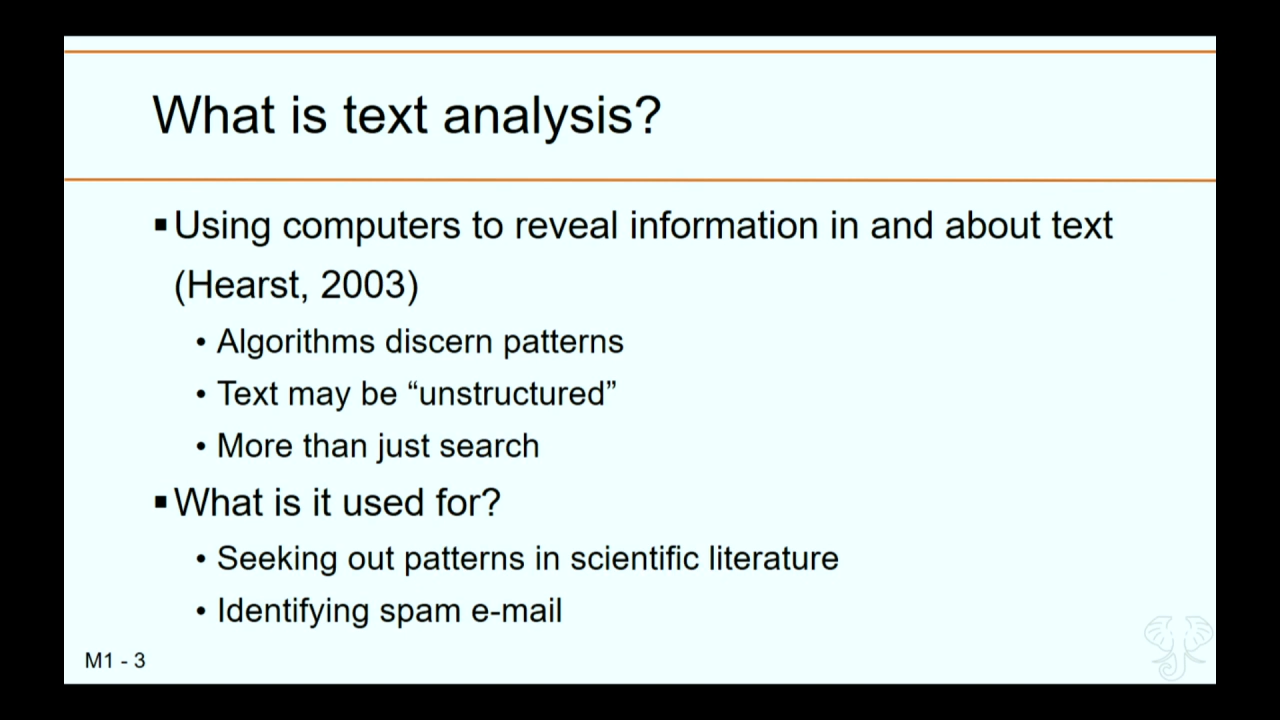 What is text analysis?
▪Using computers to reveal information in and about text
(Hearst, 2003)
• Algorithms discern patterns
• Text may be “unstructured”
• More than just search
▪What is it used for?
• Seeking out patterns in scientific literature
• Identifying spam e-mail
M1 - 3